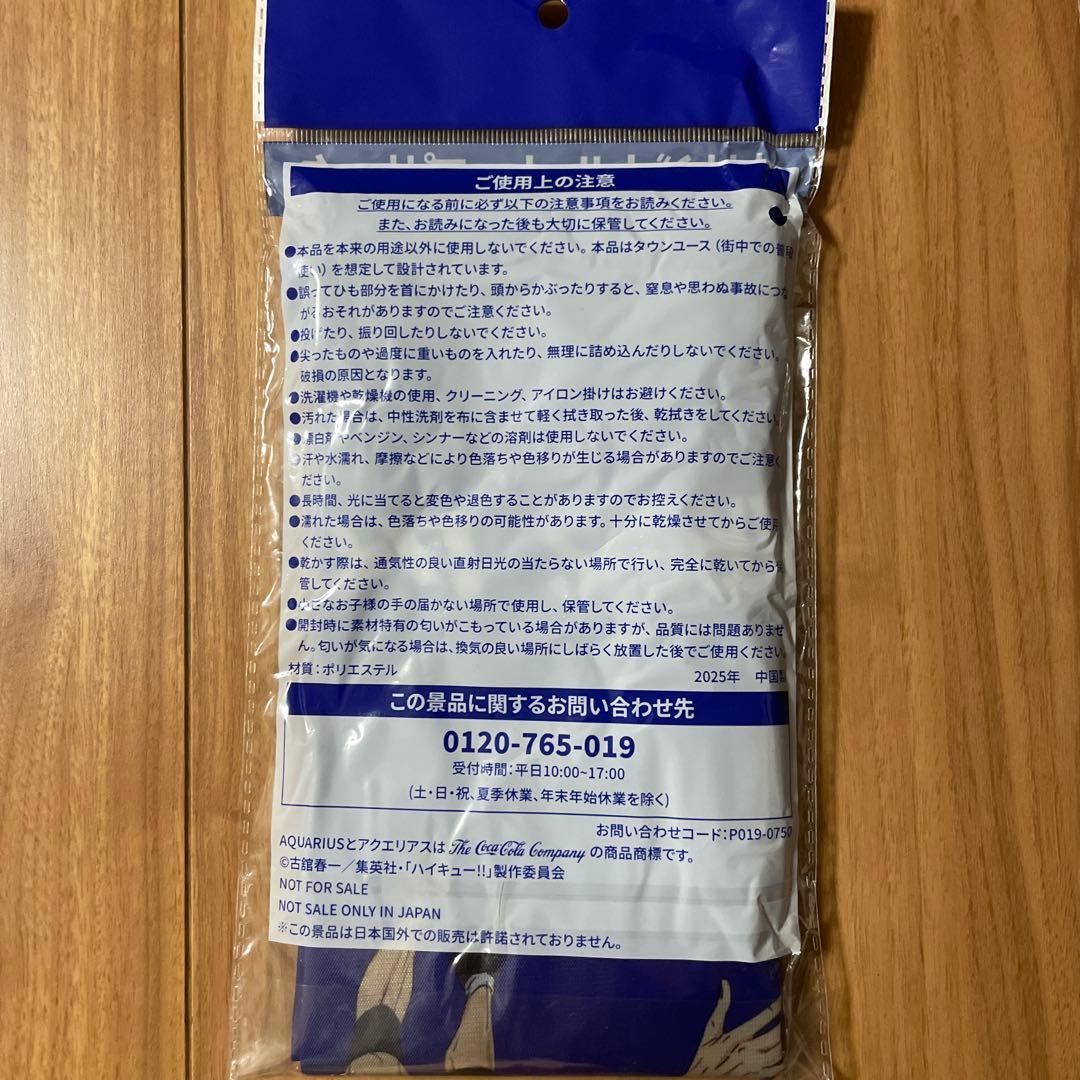 ご使用上の注意
ご使用になる前に必ず以下の注意事項をお読みください。
また、お読みになった後も大切に保管してください。
●本品を本来の用途以外に使用しないでください。本品はタウンユース（街中での普段
使い）を想定して設計されています。
●誤ってひも部分を首にかけたり、頭からかぶったりすると、窒息や思わぬ事故につな
がるおそれがありますのでご注意ください。
●投げたり、振り回したりしないでください。
●尖ったものや過度に重いものを入れたり、無理に詰め込んだりしないでください。
破損の原因となります。
●洗濯機や乾燥機の使用、クリーニング、アイロン掛けはお避けください。
●汚れた場合は、中性洗剤を布に含ませて軽く拭き取った後、乾拭きをしてください
●漂白剤やベンジン、シンナーなどの溶剤は使用しないでください。
●汗や水濡れ、摩擦などにより色落ちや色移りが生じる場合がありますのでご注意く
ださい。
●長時間、光に当てると変色や退色することがありますのでお控えください。
●濡れた場合は、色落ちや色移りの可能性があります。十分に乾燥させてからご使用
ください。
●乾かす際は、通気性の良い直射日光の当たらない場所で行い、完全に乾いてから保
管してください。
●小さなお子様の手の届かない場所で使用し、保管してください。
●開封時に素材特有の匂いがこもっている場合がありますが、品質には問題ありませ
ん。匂いが気になる場合は、換気の良い場所にしばらく放置した後でご使用ください。
材質：ポリエステル 2025年 中国製
この景品に関するお問い合わせ先
0120-765-019
受付時間：平日10:00~17:00
(土・日・祝、夏季休業、年末年始休業を除く)
お問い合わせコード：P019-0750
AQUARIUSとアクエリアスは The Coca-Cola Company の商品商標です。
©古舘春一／集英社・「ハイキュー!!」製作委員会
NOT FOR SALE
NOT SALE ONLY IN JAPAN
※この景品は日本国外での販売は許諾されておりません。